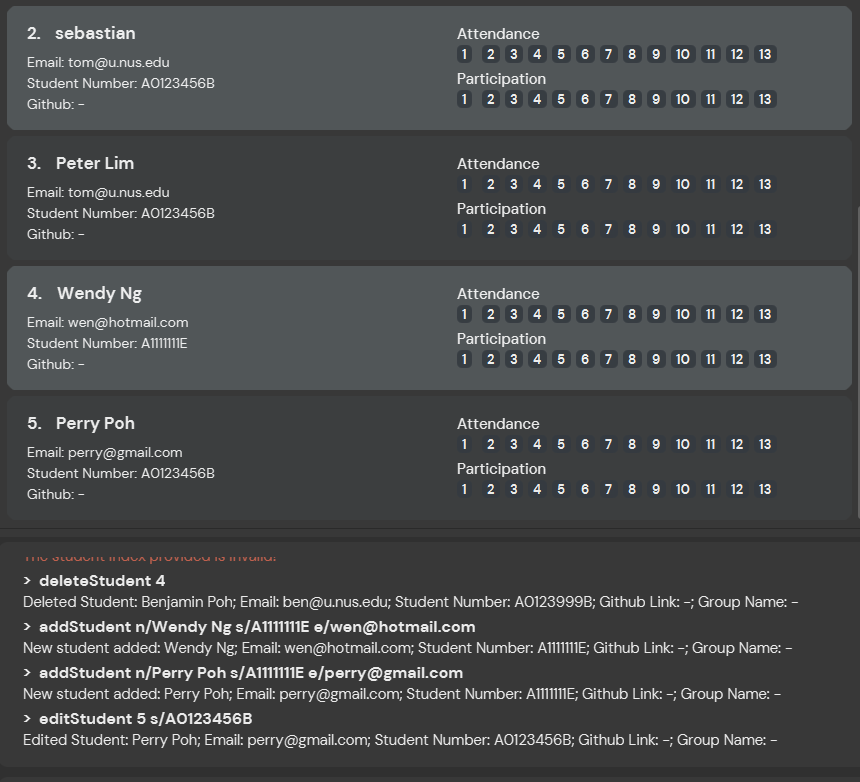 2. sebastian
Email: tom@u.nus.edu
Student Number: A0123456B
Github: -
Attendance
1 2 3 4 5 6 7 8 9 10 11 12 13
Participation
1 2 3 4 5 6 7 8 9 10 11 12 13
3. Peter Lim
Email: tom@u.nus.edu
Student Number: A0123456B
Github: -
Attendance
1 2 3 4 5 6 7 8 9 10 11 12 13
Participation
1 2 3 4 5 6 7 8 9 10 11 12 13
4. Wendy Ng
Email: wen@hotmail.com
Student Number: A1111111E
Github: -
Attendance
1 2 3 4 5 6 7 8 9 10 11 12 13
Participation
1 2 3 4 5 6 7 8 9 10 11 12 13
5. Perry Poh
Email: perry@gmail.com
Student Number: A0123456B
Github: -
Attendance
1 2 3 4 5 6 7 8 9 10 11 12 13
Participation
1 2 3 4 5 6 7 8 9 10 11 12 13
The student index provided is invalid!
> deleteStudent 4
Deleted Student: Benjamin Poh; Email: ben@u.nus.edu; Student Number: A0123999B; Github Link: -; Group Name: -
> addStudent n/Wendy Ng s/A1111111E e/wen@hotmail.com
New student added: Wendy Ng; Email: wen@hotmail.com; Student Number: A1111111E; Github Link: -; Group Name: -
> addStudent n/Perry Poh s/A1111111E e/perry@gmail.com
New student added: Perry Poh; Email: perry@gmail.com; Student Number: A1111111E; Github Link: -; Group Name: -
> editStudent 5 s/A0123456B
Edited Student: Perry Poh; Email: perry@gmail.com; Student Number: A0123456B; Github Link: -; Group Name: -